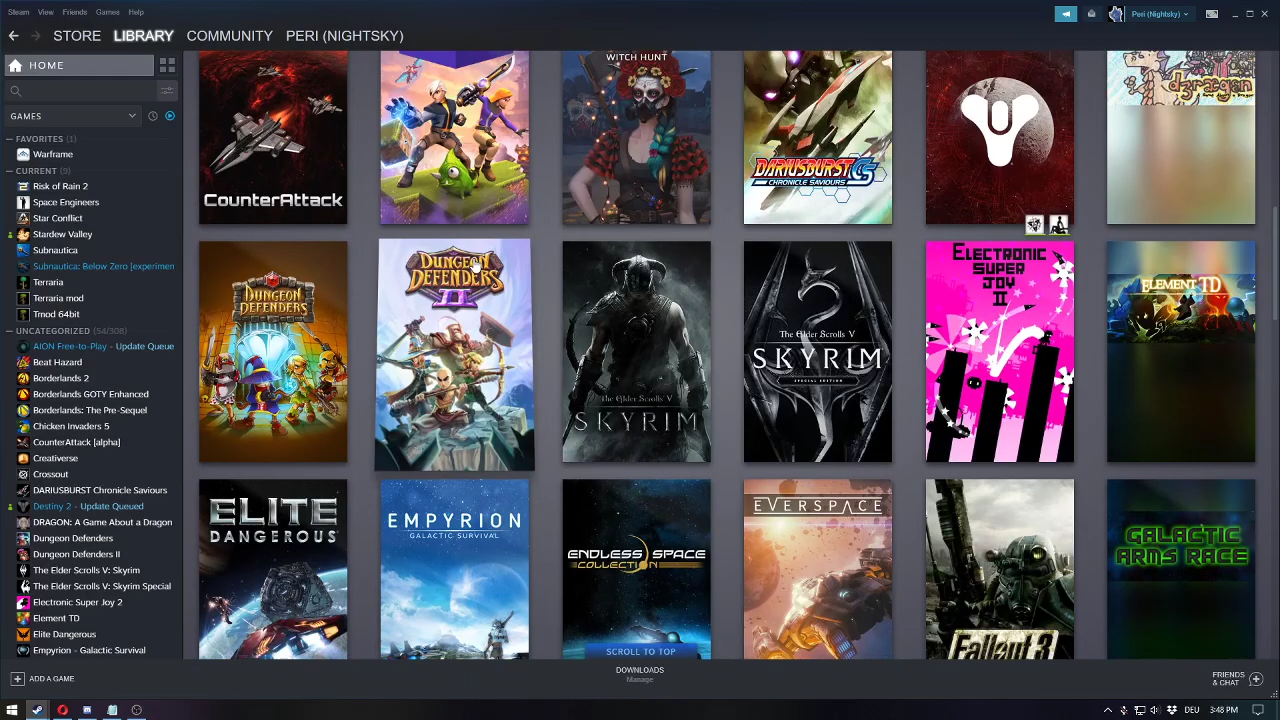 Steam View Friends Games Help
Peri (Nightsky)
STORE LIBRARY COMMUNITY PERI (NIGHTSKY)
HOME
GAMES
FAVORITES (1)
Warframe
CURRENT (9)
Risk of Rain 2
Space Engineers
Star Conflict
Stardew Valley
Subnautica
Subnautica: Below Zero [experimen
Terraria
Terraria mod
Tmod 64bit
UNCATEGORIZED (54/308)
AION Free-to-Play - Update Queue
Beat Hazard
Borderlands 2
Borderlands GOTY Enhanced
Borderlands: The Pre-Sequel
Chicken Invaders 5
CounterAttack [alpha]
Creativerse
Crossout
DARIUSBURST Chronicle Saviours
Destiny 2 - Update Queued
DRAGON: A Game About a Dragon
Dungeon Defenders
Dungeon Defenders II
The Elder Scrolls V: Skyrim
The Elder Scrolls V: Skyrim Special
Electronic Super Joy 2
Element TD
Elite Dangerous
Empyrion - Galactic Survival
CounterAttack
WITCH HUNT
DARIUSBURST CS
CHRONICLE SAVIOURS
DUNGEON
DEFENDERS
DUNGEON
DEFENDERS
II
The Elder Scrolls V
SKYRIM
The Elder Scrolls V
SKYRIM
SPECIAL EDITION
ELECTRONIC
SUPER
JOY
II
ELEMENT TD
ELITE
DANGEROUS
EMPYRION
GALACTIC SURVIVAL
ENDLESS SPACE
COLLECTION
EVERSPACE
Fallout 3
GALACTIC
ARMS RACE
SCROLL TO TOP
ADD A GAME
DOWNLOADS
Manage
FRIENDS
& CHAT
DEU 3:48 PM